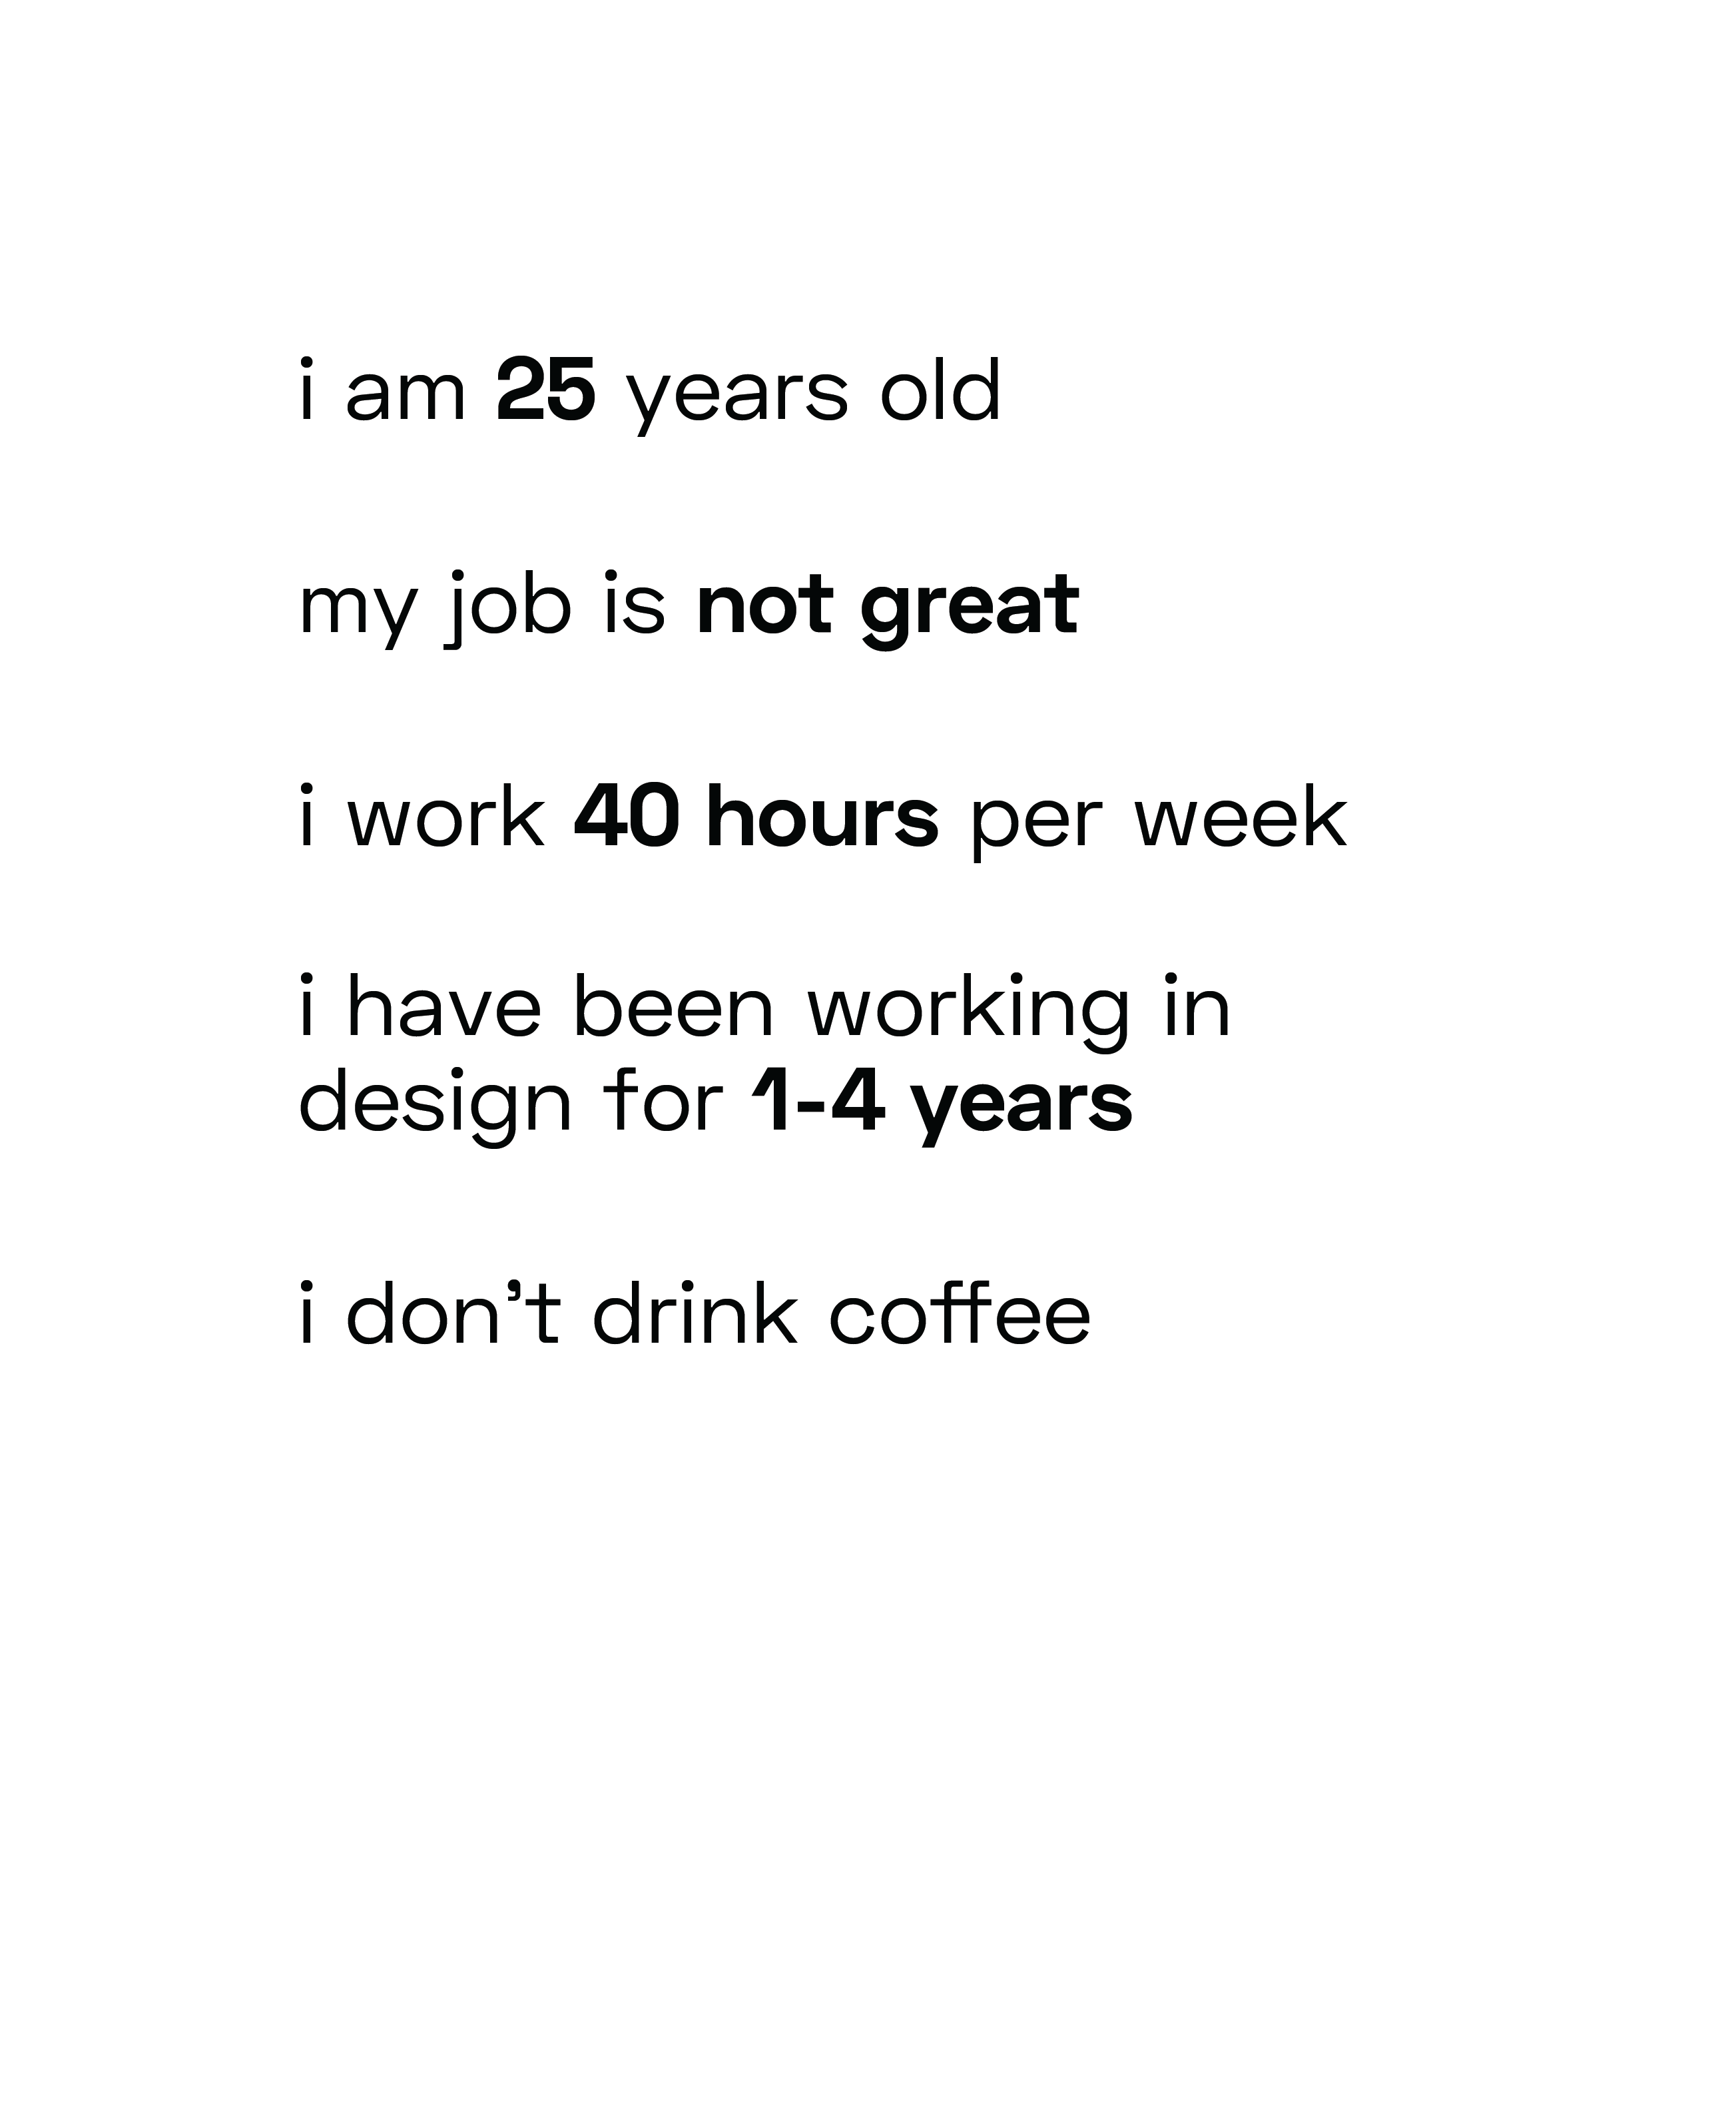 i am 25 years old
my job is not great
i work 40 hours per week
i have been working in
design for 1-4 years
i don’t drink coffee